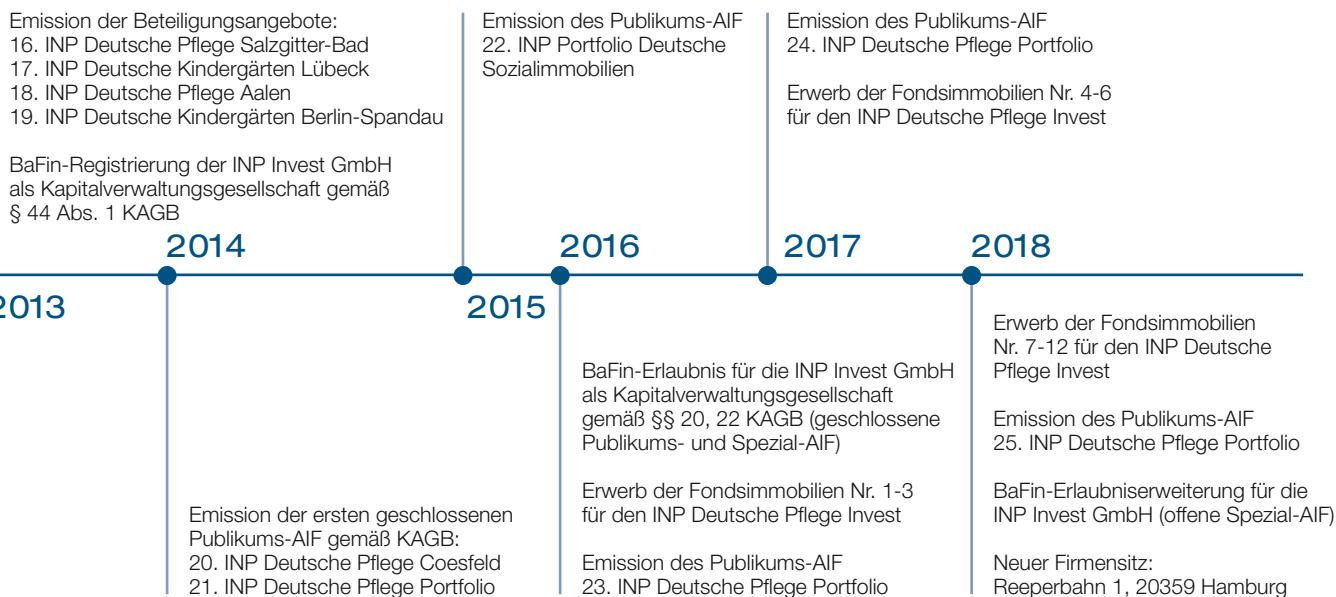 Emission der Beteiligungsangebote:
16. INP Deutsche Pflege Salzgitter-Bad
17. INP Deutsche Kindergärten Lübeck
18. INP Deutsche Pflege Aalen
19. INP Deutsche Kindergärten Berlin-Spandau
BaFin-Registrierung der INP Invest GmbH
als Kapitalverwaltungsgesellschaft gemäß
§ 44 Abs. 1 KAGB
Emission des Publikums-AIF
22. INP Portfolio Deutsche
Sozialimmobilien
Emission des Publikums-AIF
24. INP Deutsche Pflege Portfolio
Erwerb der Fondsimmobilien Nr. 4-6
für den INP Deutsche Pflege Invest
2014
2016
2017
2018
2013
2015
Emission der ersten geschlossenen
Publikums-AIF gemäß KAGB:
20. INP Deutsche Pflege Coesfeld
21. INP Deutsche Pflege Portfolio
BaFin-Erlaubnis für die INP Invest GmbH
als Kapitalverwaltungsgesellschaft
gemäß §§ 20, 22 KAGB (geschlossene
Publikums- und Spezial-AIF)
Erwerb der Fondsimmobilien Nr. 1-3
für den INP Deutsche Pflege Invest
Emission des Publikums-AIF
23. INP Deutsche Pflege Portfolio
Erwerb der Fondsimmobilien
Nr. 7-12 für den INP Deutsche
Pflege Invest
Emission des Publikums-AIF
25. INP Deutsche Pflege Portfolio
BaFin-Erlaubniserweiterung für die
INP Invest GmbH (offene Spezial-AIF)
Neuer Firmensitz:
Reeperbahn 1, 20359 Hamburg